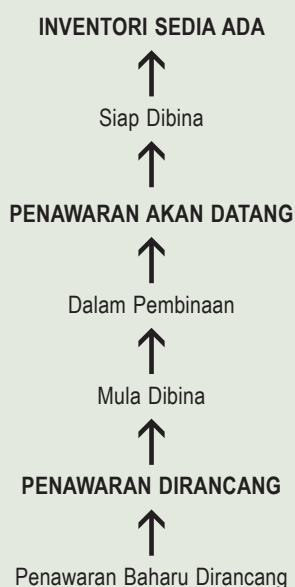 INVENTORI SEDIA ADA
Siap Dibina
PENAWARAN AKAN DATANG
Dalam Pembinaan
Mula Dibina
PENAWARAN DIRANCANG
Penawaran Baharu Dirancang